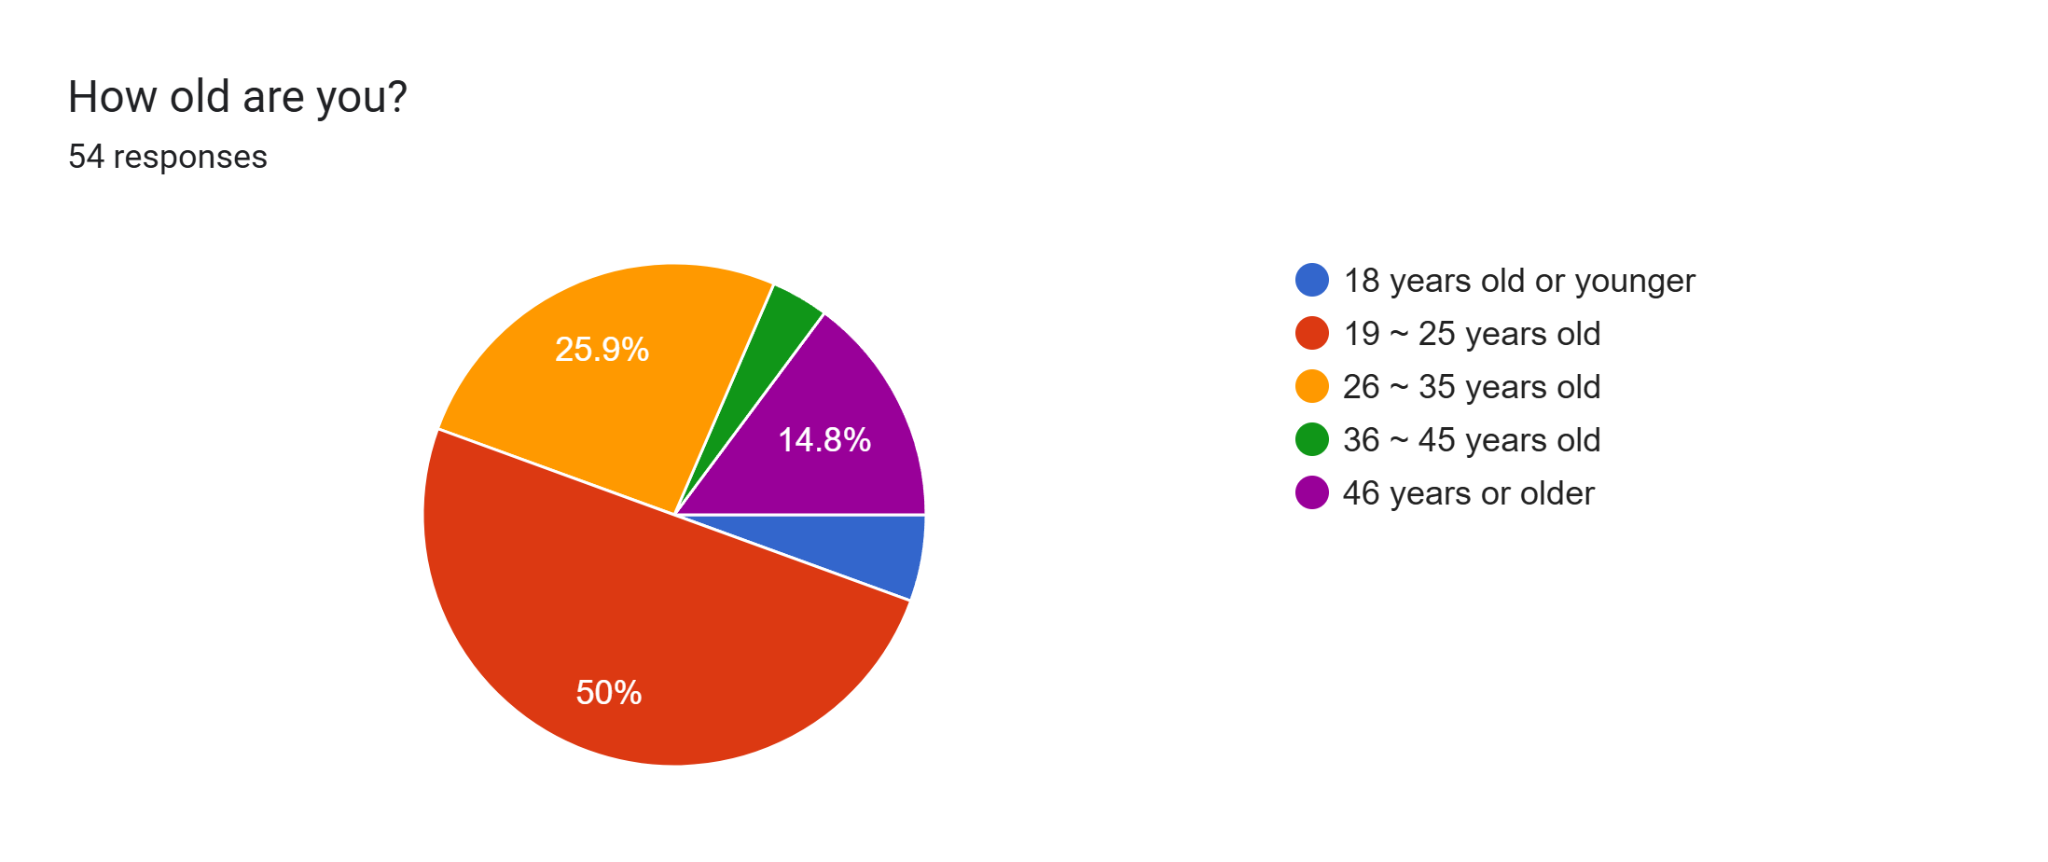 How old are you?
54 responses
25.9%
14.8%
50%
18 years old or younger
19 ~ 25 years old
26 ~ 35 years old
36 ~ 45 years old
46 years or older